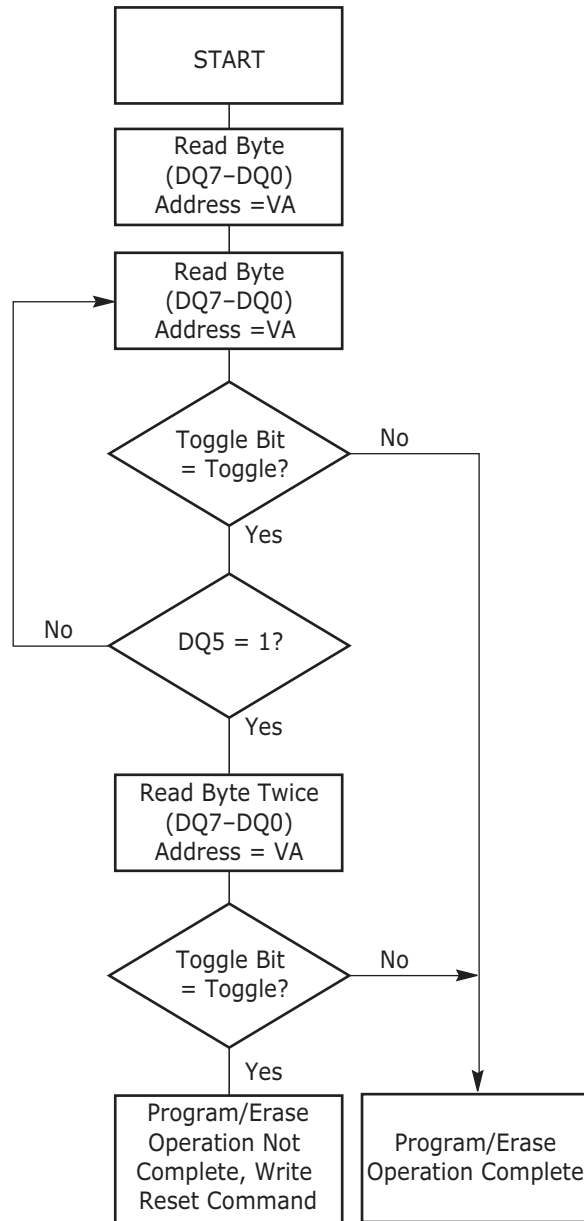 START
Read Byte
(DQ7–DQ0)
Address =VA
Read Byte
(DQ7–DQ0)
Address =VA
Toggle Bit
= Toggle?
No
Yes
No
DQ5 = 1?
Yes
Read Byte Twice
(DQ7–DQ0)
Address = VA
Toggle Bit
= Toggle?
No
Yes
Program/Erase
Operation Not
Complete, Write
Reset Command
Program/Erase
Operation Complete